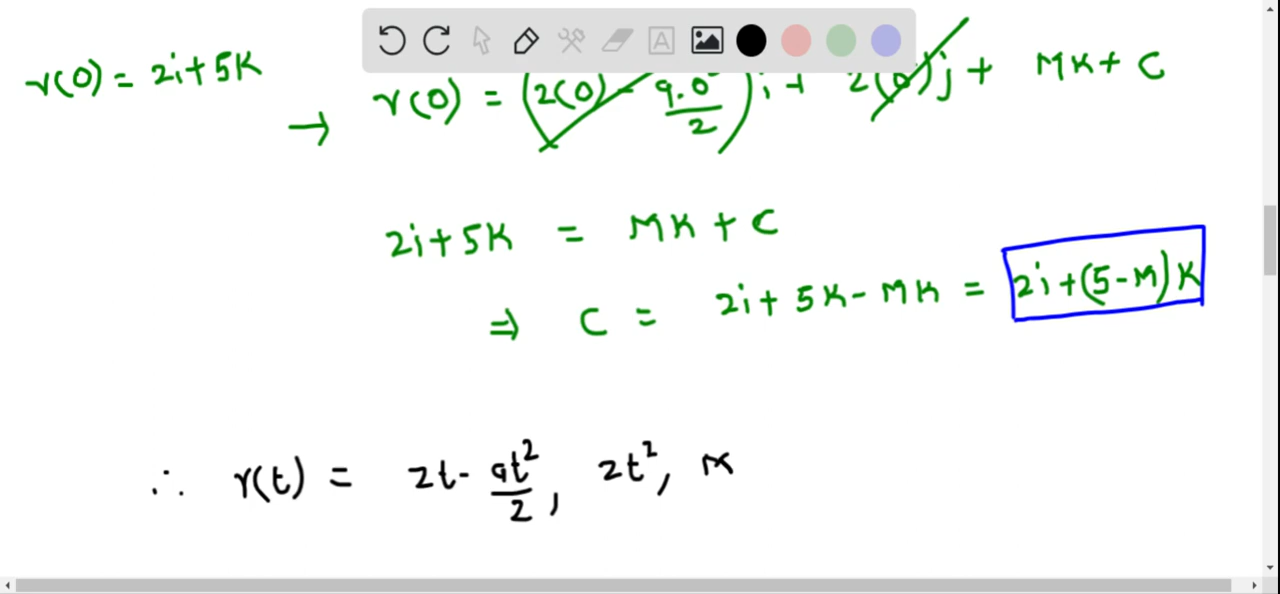 r(0) = 2i + 5K
→ r(0) = (2(0) - 9.0/2)i + 2(0)j + MK + C
2i + 5K = MK + C
⇒ C = 2i + 5K - MK = 2i + (5 - M)K
∴ r(t) = 2t - 9t²/2, 2t², M